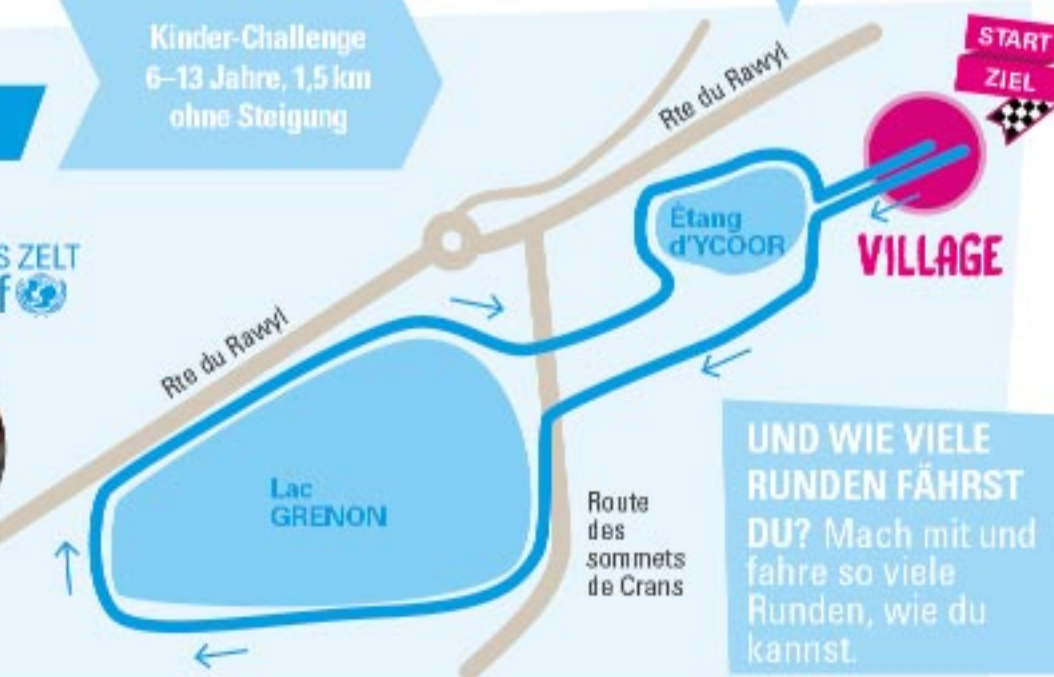 Kinder-Challenge
6–13 Jahre, 1,5 km
ohne Steigung
START
ZIEL
Rte du Rawyl
Étang
d'YCOOR
VILLAGE
S ZELT
f
Rte du Rawyl
Lac
GRENON
Route
des
sommets
de Crans
UND WIE VIELE
RUNDEN FÄHRST
DU? Mach mit und
fahre so viele
Runden, wie du
kannst.